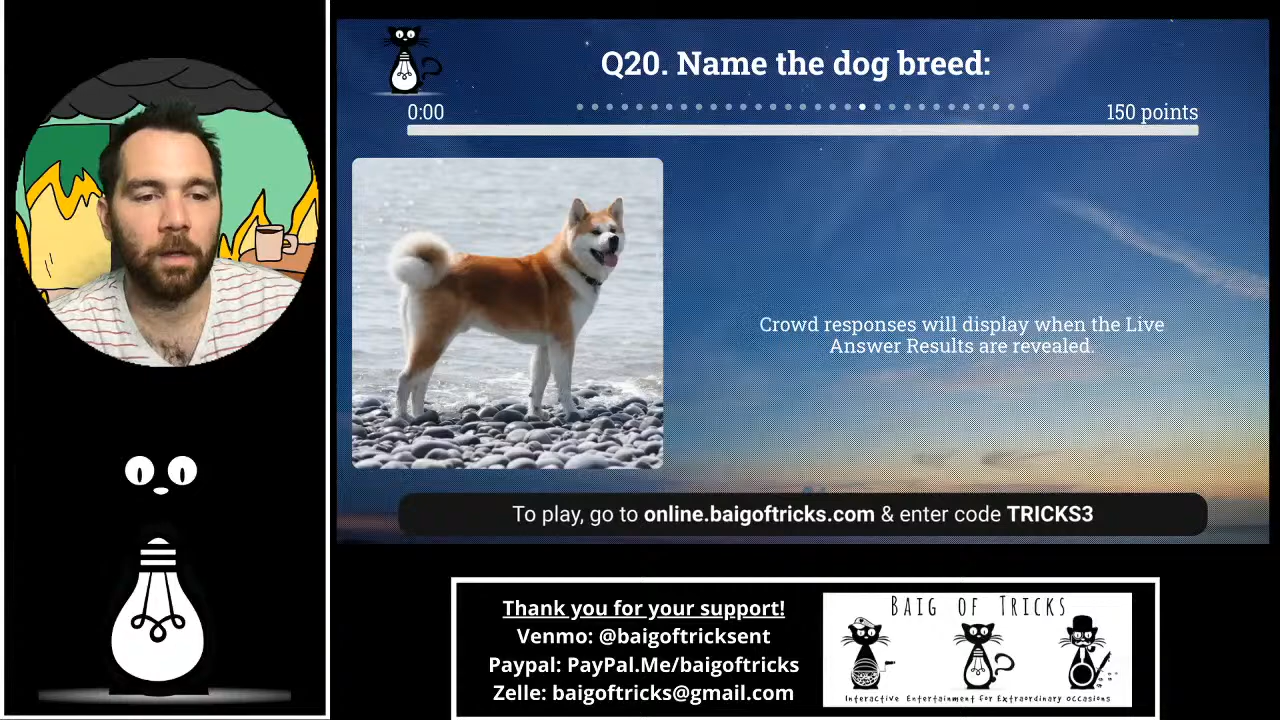 Q20. Name the dog breed:
0:00
150 points
Crowd responses will display when the Live
Answer Results are revealed.
To play, go to online.baigoftricks.com & enter code TRICKS3
Thank you for your support!
Venmo: @baigoftricksent
Paypal: PayPal.Me/baigoftricks
Zelle: baigoftricks@gmail.com
BAIG OF TRICKS
Interactive Entertainment for Extraordinary occasions